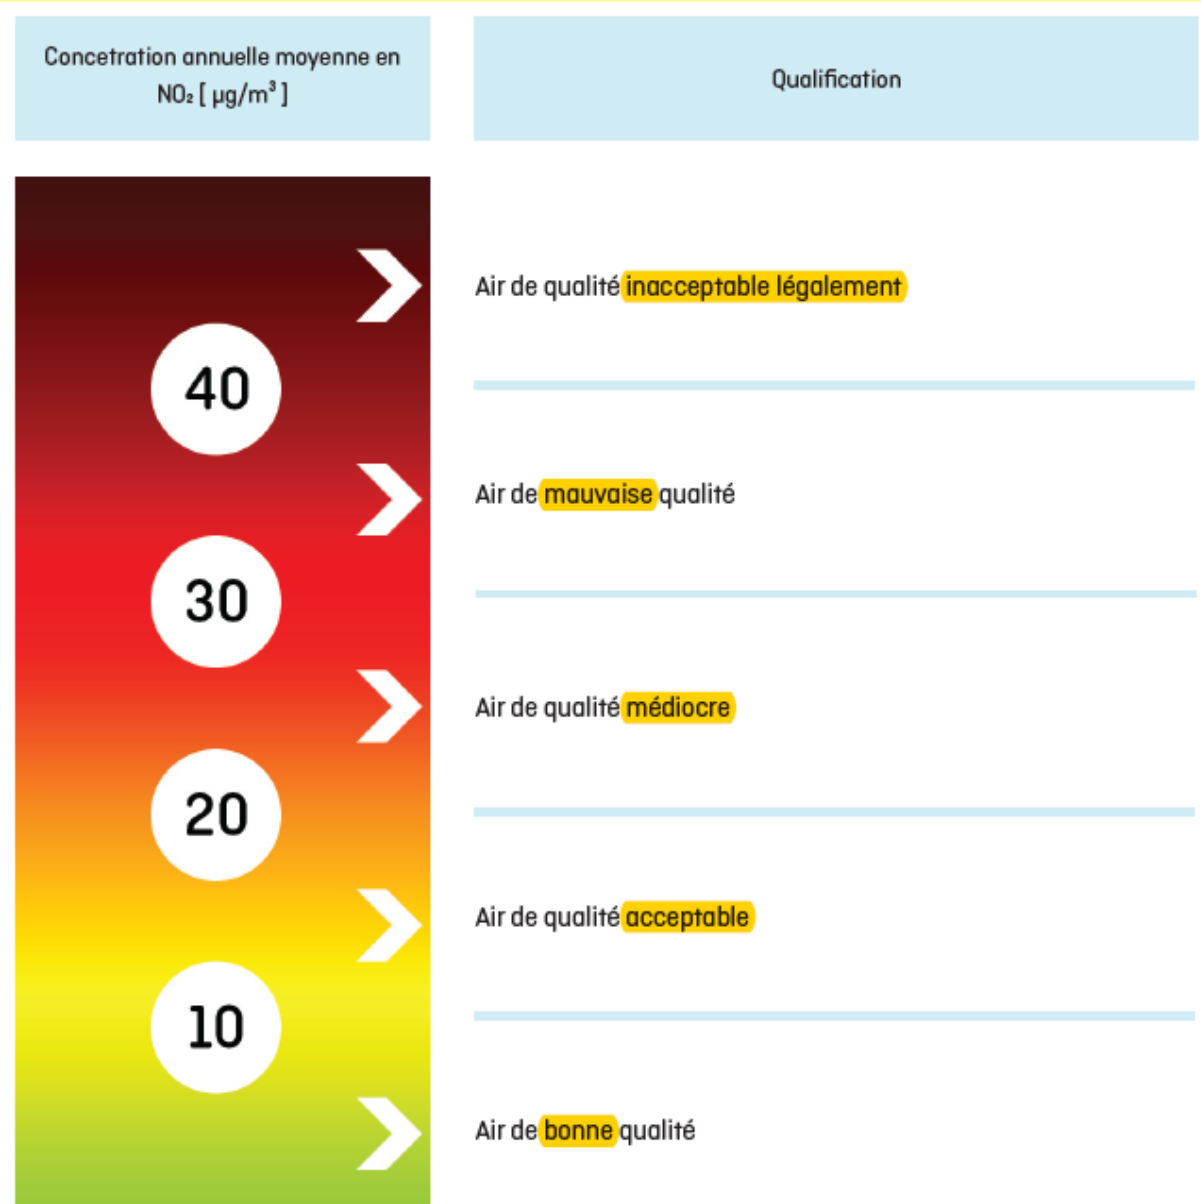 Concetration annuelle moyenne en
NO₂ [ µg/m³ ]
Qualification
Air de qualité inacceptable légalement
40
Air de mauvaise qualité
30
Air de qualité médiocre
20
Air de qualité acceptable
10
Air de bonne qualité